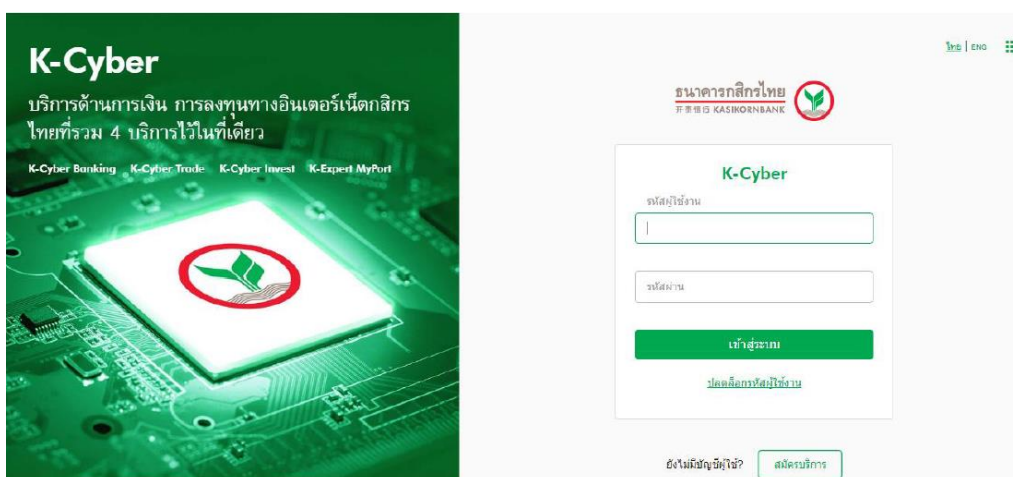 K-Cyber
บริการด้านการเงิน การลงทุนทางอินเตอร์เน็ตกสิกร
ไทยที่รวม 4 บริการไว้ในที่เดียว
K-Cyber Banking K-Cyber Trade K-Cyber Invest K-Expert MyPort
ไทย | ENG
ธนาคารกสิกรไทย
开泰银行 KASIKORNBANK
K-Cyber
รหัสผู้ใช้งาน
รหัสผ่าน
เข้าสู่ระบบ
ปลดล็อกรหัสผู้ใช้งาน
ยังไม่มีบัญชีผู้ใช้? สมัครบริการ